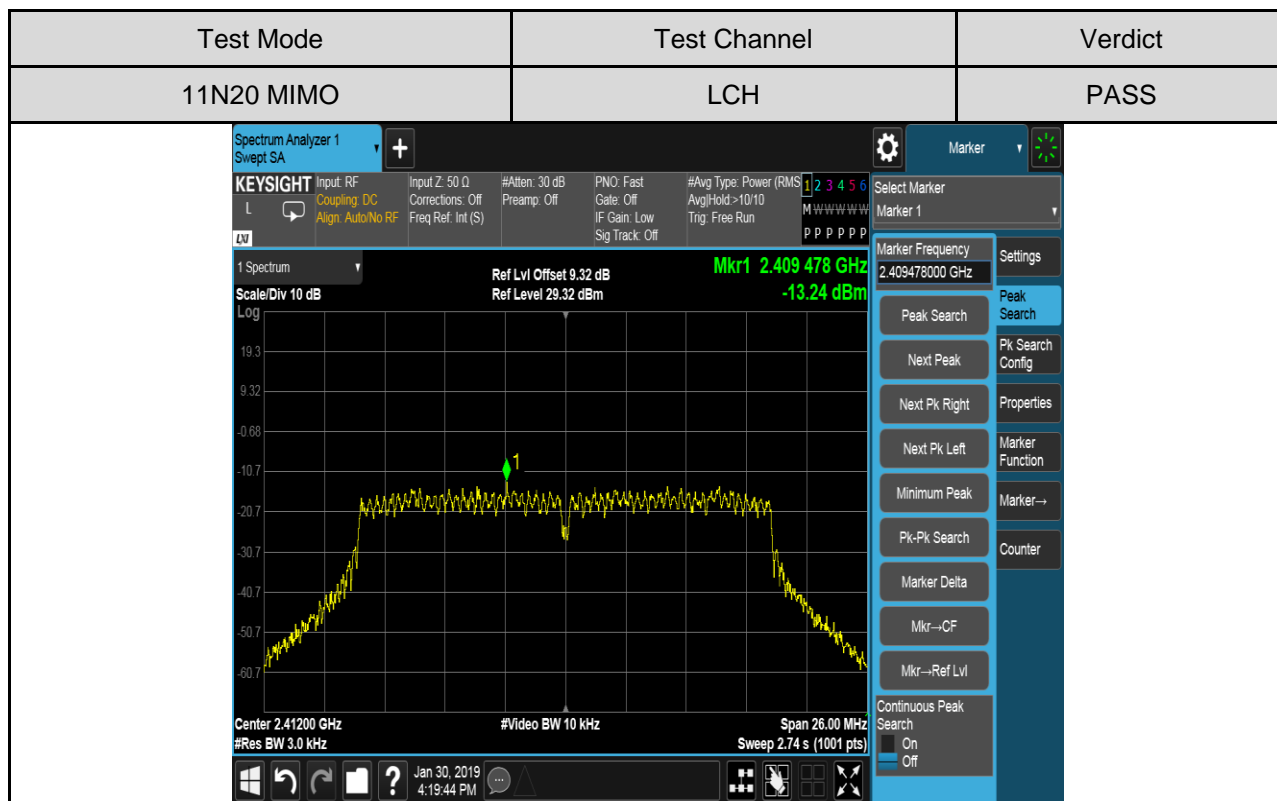 Test Mode Test Channel Verdict
11N20 MIMO LCH PASS
Spectrum Analyzer 1
Swept SA
+
Marker
KEYSIGHT Input: RF Input Z: 50 Ω #Atten: 30 dB PNO: Fast #Avg Type: Power (RMS 1 2 3 4 5 6
L Coupling: DC Corrections: Off Preamp: Off Gate: Off Avg|Hold:>10/10 M W W W W W
Align: Auto/No RF Freq Ref: Int (S) IF Gain: Low Trig: Free Run
LXI Sig Track: Off P P P P P P
Select Marker
Marker 1
1 Spectrum
Ref Lvl Offset 9.32 dB Mkr1 2.409 478 GHz
Scale/Div 10 dB Ref Level 29.32 dBm -13.24 dBm
Log
19.3
9.32
-0.68
-10.7
-20.7
-30.7
-40.7
-50.7
-60.7
1
Center 2.41200 GHz #Video BW 10 kHz Span 26.00 MHz
#Res BW 3.0 kHz Sweep 2.74 s (1001 pts)
Marker Frequency
2.409478000 GHz
Peak Search
Next Peak
Next Pk Right
Next Pk Left
Minimum Peak
Pk-Pk Search
Marker Delta
Mkr→CF
Mkr→Ref Lvl
Continuous Peak
Search
On
Off
Settings
Peak
Search
Pk Search
Config
Properties
Marker
Function
Marker→
Counter
?
Jan 30, 2019
4:19:44 PM